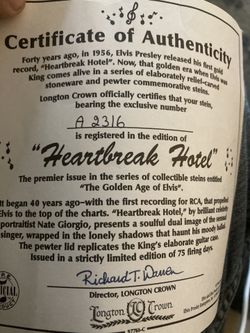 Certificate of Authenticity
Forty years ago, in 1956, Elvis Presley released his first gold
record, "Heartbreak Hotel". Now, that golden era when Elvis was
King comes alive in a series of elaborately relief-carved
stoneware and pewter commemorative steins.
Longton Crown officially certifies that your stein,
bearing the exclusive number
A 2316
is registered in the edition of
"Heartbreak Hotel"
The premier issue in the series of collectible steins entitled
"The Golden Age of Elvis".
It began 40 years ago—with the first recording for RCA, that propelled
Elvis to the top of the charts. "Heartbreak Hotel," by brilliant
portraitist Nate Giorgio, presents a soulful dual image of the sensual
singer, wrapped in the lonely shadows that haunt his moody ballad.
The pewter lid replicates the King's elaborate guitar case.
Issued in a strictly limited edition of 75 firing days.
Richard T. Warren
Director, LONGTON CROWN
Longton Crown